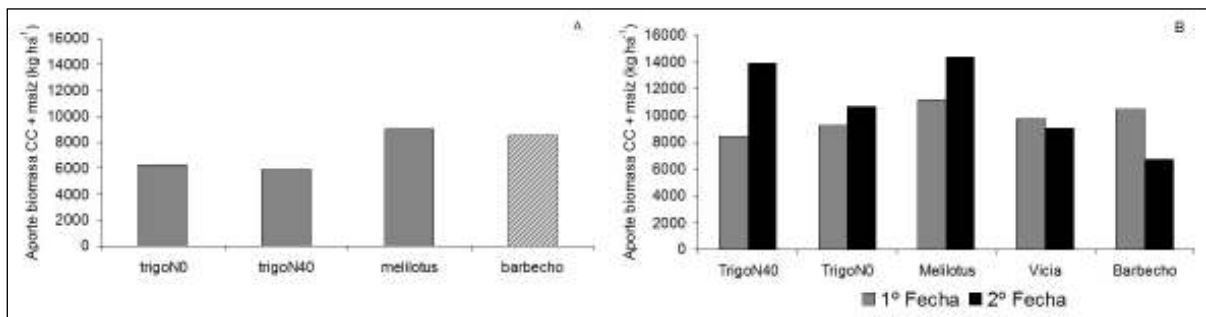 A
Aporte biomasa CC + maíz (kg ha⁻¹)
16000
14000
12000
10000
8000
6000
4000
2000
0
trigoN0 trigoN40 melilotus barbecho
B
Aporte biomasa CC + maíz (kg ha⁻¹)
16000
14000
12000
10000
8000
6000
4000
2000
0
TrigoN40 TrigoN0 Melilotus Vicia Barbecho
1º Fecha 2º Fecha